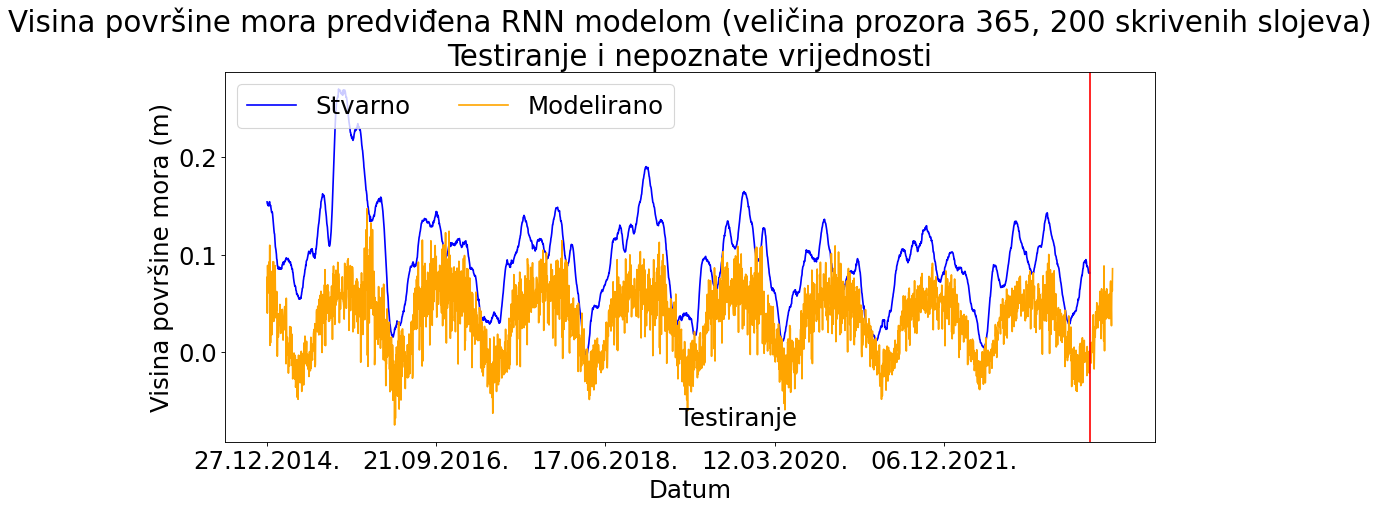 Visina površine mora predviđena RNN modelom (veličina prozora 365, 200 skrivenih slojeva)
Testiranje i nepoznate vrijednosti
Stvarno Modelirano
Visina površine mora (m)
0.2
0.1
0.0
Testiranje
27.12.2014. 21.09.2016. 17.06.2018. 12.03.2020. 06.12.2021.
Datum